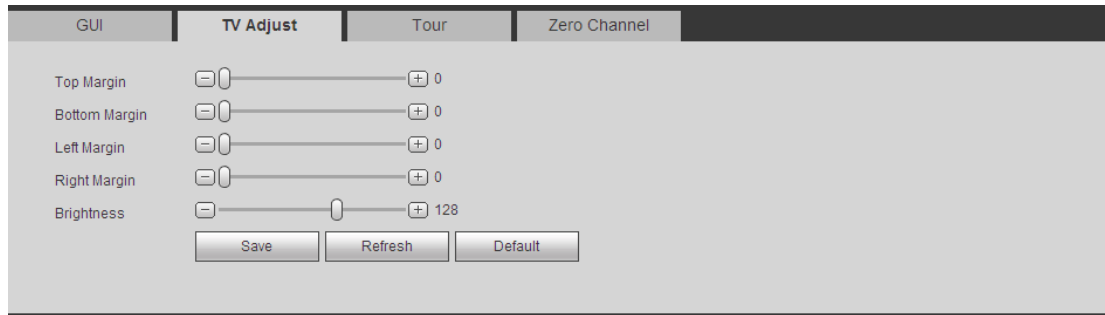 GUI TV Adjust Tour Zero Channel
Top Margin 0
Bottom Margin 0
Left Margin 0
Right Margin 0
Brightness 128
Save Refresh Default